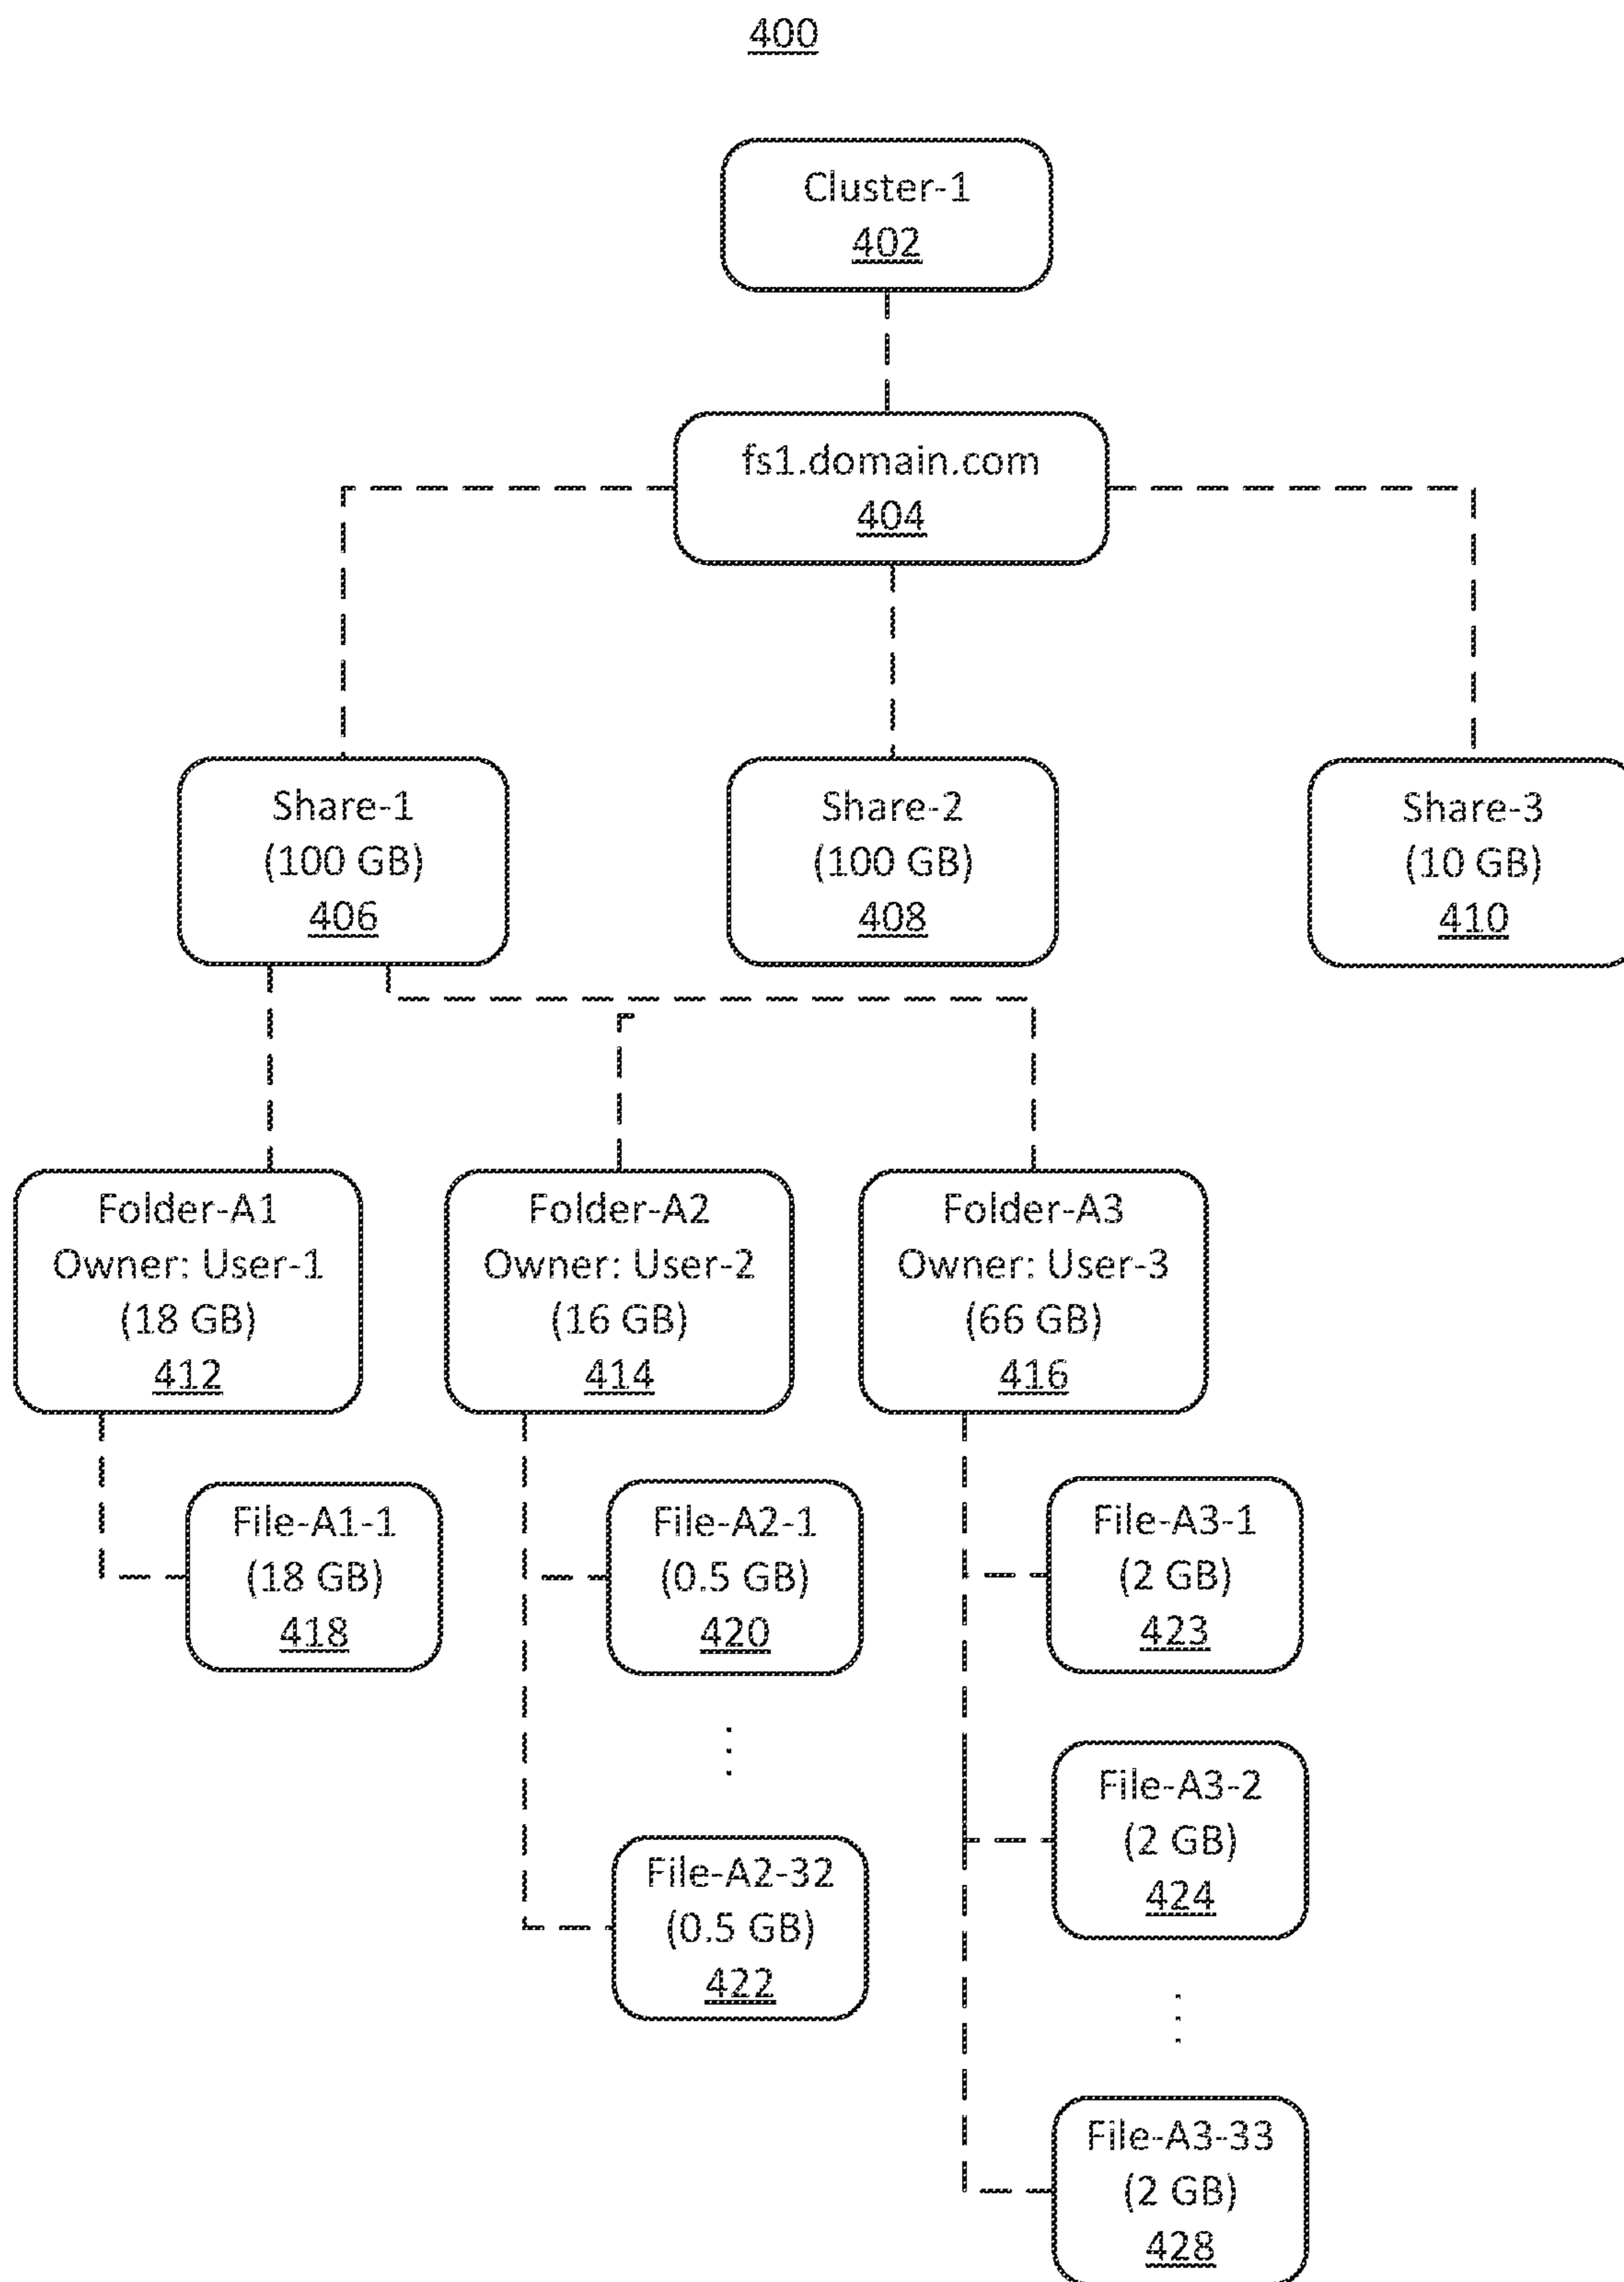 400
Cluster-1
402
fs1.domain.com
404
Share-1
(100 GB)
406
Share-2
(100 GB)
408
Share-3
(10 GB)
410
Folder-A1
Owner: User-1
(18 GB)
412
Folder-A2
Owner: User-2
(16 GB)
414
Folder-A3
Owner: User-3
(66 GB)
416
File-A1-1
(18 GB)
418
File-A2-1
(0.5 GB)
420
File-A3-1
(2 GB)
423
File-A3-2
(2 GB)
424
File-A2-32
(0.5 GB)
422
File-A3-33
(2 GB)
428